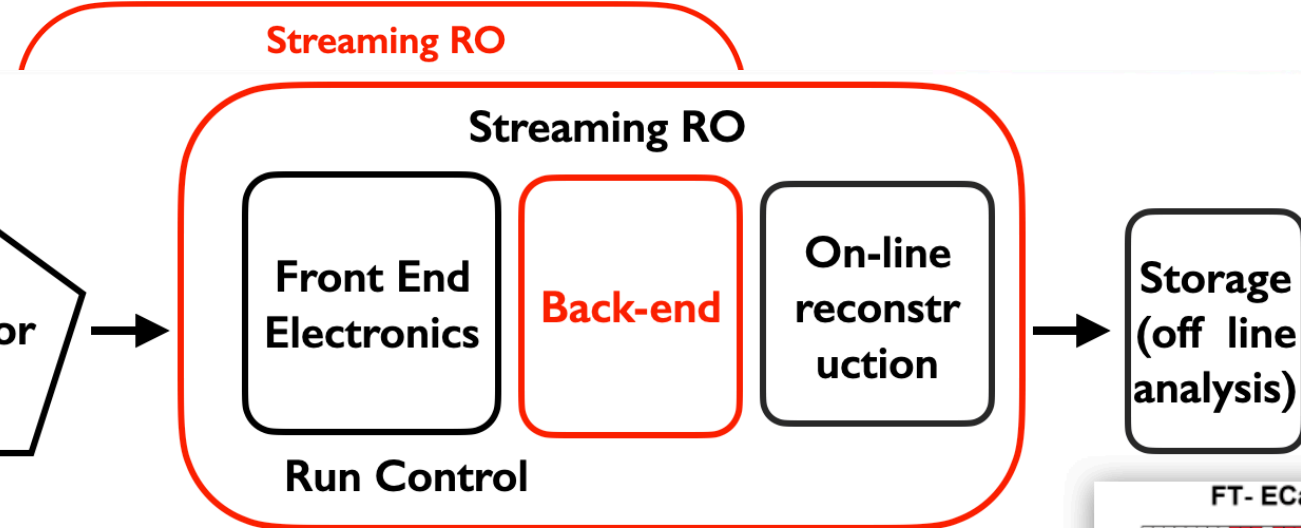 Streaming RO
Streaming RO
Front End
Electronics
Back-end
On-line
reconstr
uction
Storage
(off line
analysis)
Run Control